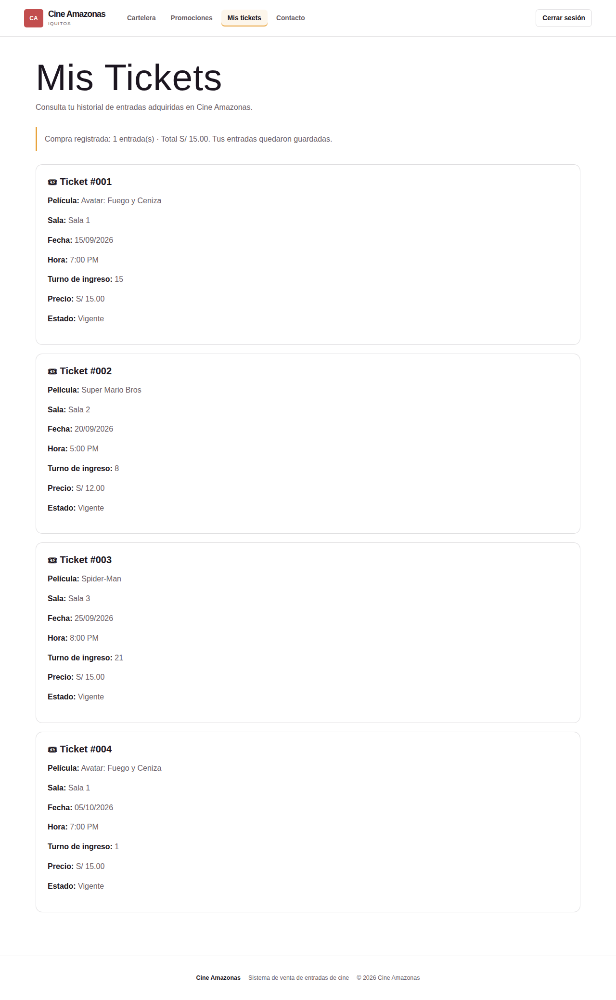 CA
Cine Amazonas
IQUITOS
Cartelera
Promociones
Mis tickets
Contacto
Cerrar sesión
Mis Tickets
Consulta tu historial de entradas adquiridas en Cine Amazonas.
Compra registrada: 1 entrada(s) · Total S/ 15.00. Tus entradas quedaron guardadas.
🎟 Ticket #001
Película: Avatar: Fuego y Ceniza
Sala: Sala 1
Fecha: 15/09/2026
Hora: 7:00 PM
Turno de ingreso: 15
Precio: S/ 15.00
Estado: Vigente
🎟 Ticket #002
Película: Super Mario Bros
Sala: Sala 2
Fecha: 20/09/2026
Hora: 5:00 PM
Turno de ingreso: 8
Precio: S/ 12.00
Estado: Vigente
🎟 Ticket #003
Película: Spider-Man
Sala: Sala 3
Fecha: 25/09/2026
Hora: 8:00 PM
Turno de ingreso: 21
Precio: S/ 15.00
Estado: Vigente
🎟 Ticket #004
Película: Avatar: Fuego y Ceniza
Sala: Sala 1
Fecha: 05/10/2026
Hora: 7:00 PM
Turno de ingreso: 1
Precio: S/ 15.00
Estado: Vigente
Cine Amazonas Sistema de venta de entradas de cine © 2026 Cine Amazonas